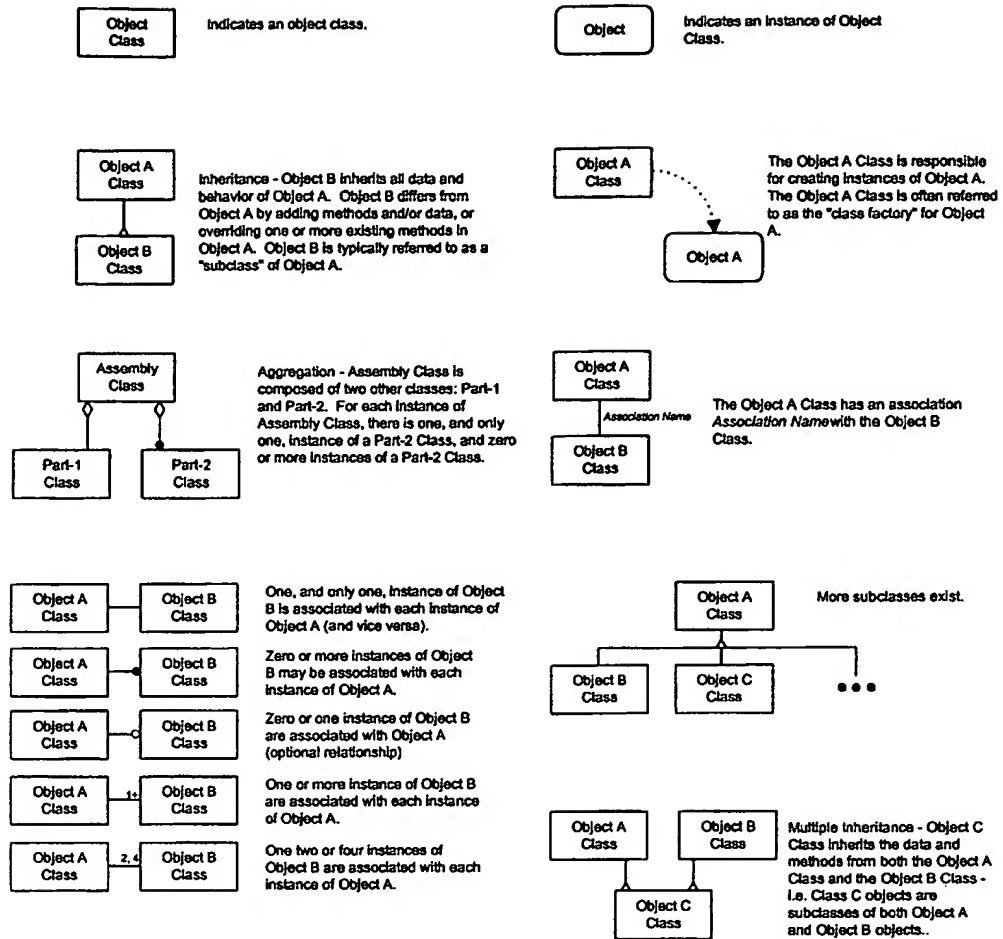 Object
Class
Indicates an object class.
Object
Indicates an instance of Object
Class.
Object A
Class
Object B
Class
Inheritance - Object B inherits all data and
behavior of Object A. Object B differs from
Object A by adding methods and/or data, or
overriding one or more existing methods in
Object A. Object B is typically referred to as a
"subclass" of Object A.
Object A
Class
Object A
The Object A Class is responsible
for creating instances of Object A.
The Object A Class is often referred
to as the "class factory" for Object
A.
Assembly
Class
Part-1
Class
Part-2
Class
Aggregation - Assembly Class is
composed of two other classes: Part-1
and Part-2. For each instance of
Assembly Class, there is one, and only
one, instance of a Part-2 Class, and zero
or more instances of a Part-2 Class.
Object A
Class
Association Name
Object B
Class
The Object A Class has an association
Association Name with the Object B
Class.
Object A
Class
Object B
Class
One, and only one, instance of Object
B is associated with each instance of
Object A (and vice versa).
Object A
Class
Object B
Class
Zero or more instances of Object
B may be associated with each
instance of Object A.
Object A
Class
Object B
Class
Zero or one instance of Object B
are associated with Object A
(optional relationship)
Object A
Class
1+
Object B
Class
One or more instance of Object B
are associated with each instance
of Object A.
Object A
Class
2, 4
Object B
Class
One two or four instances of
Object B are associated with each
instance of Object A.
Object A
Class
Object B
Class
Object C
Class
More subclasses exist.
Object A
Class
Object B
Class
Object C
Class
Multiple Inheritance - Object C
Class inherits the data and
methods from both the Object A
Class and the Object B Class -
i.e. Class C objects are
subclasses of both Object A
and Object B objects..